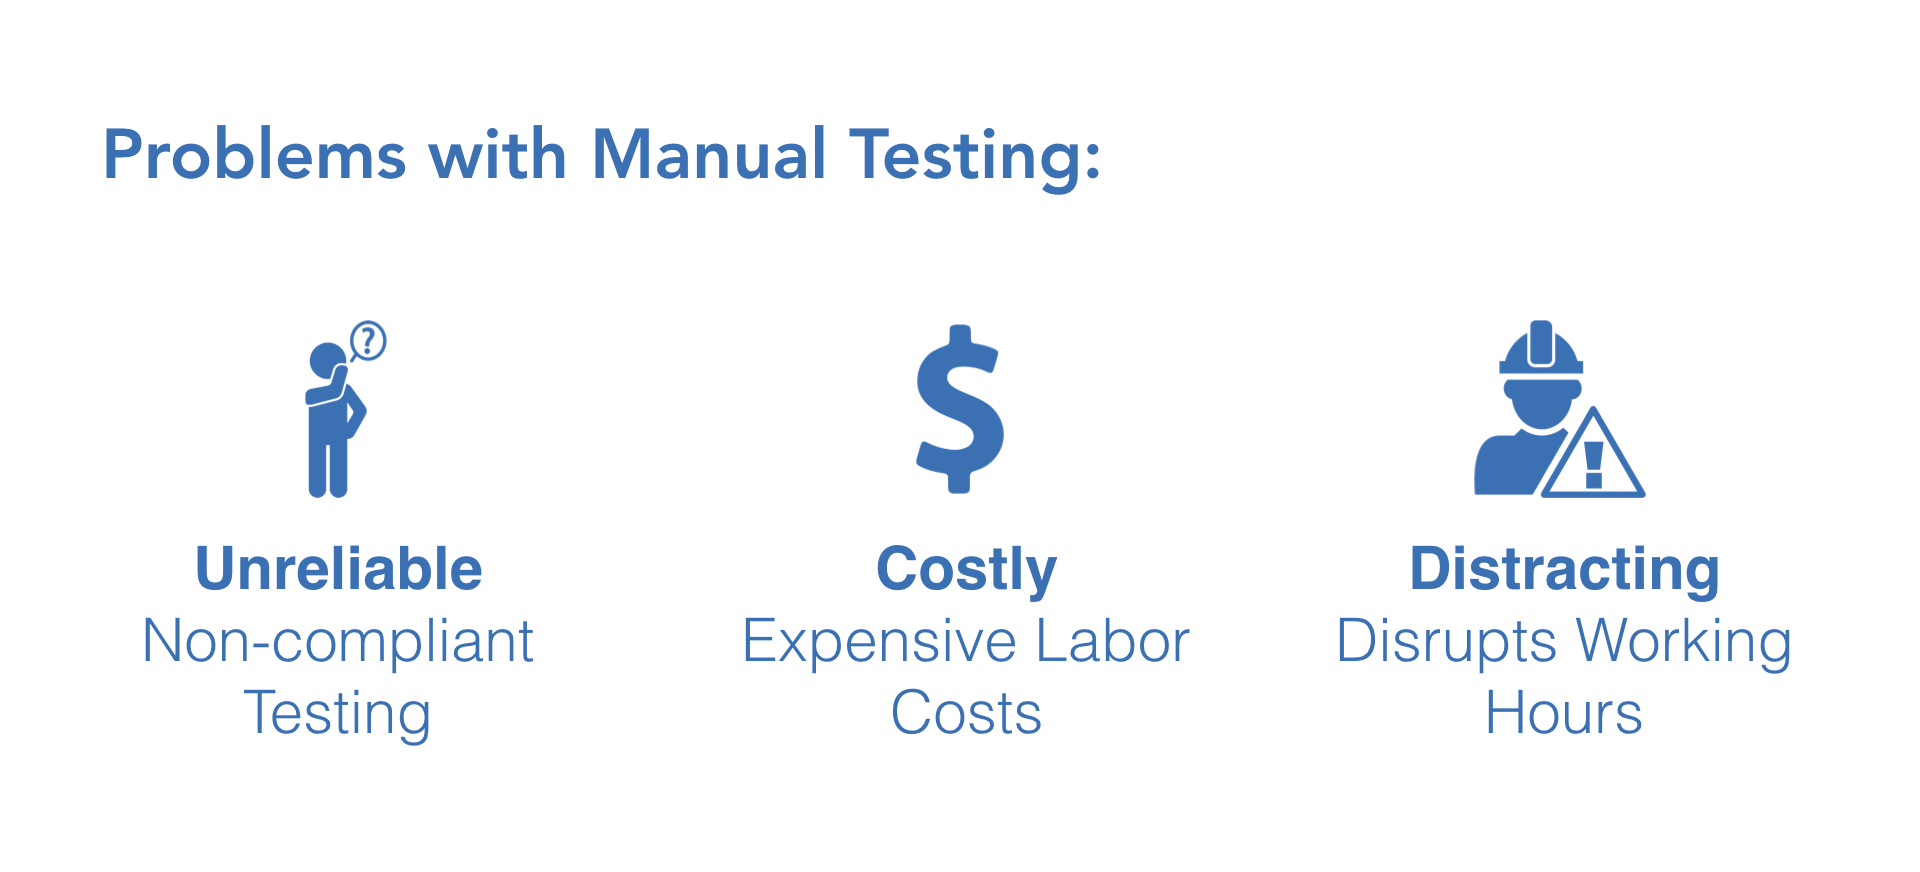 Problems with Manual Testing:
?
$
!
Unreliable
Non-compliant
Testing
Costly
Expensive Labor
Costs
Distracting
Disrupts Working
Hours